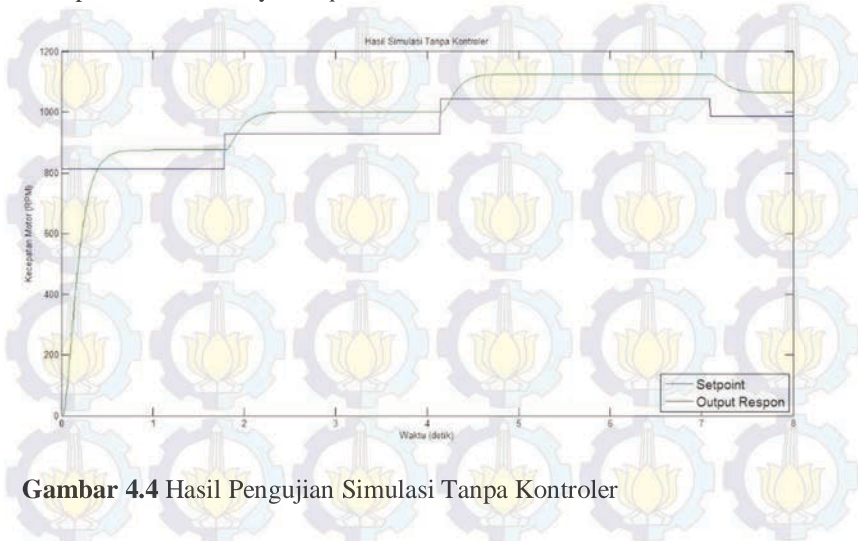 Hasil Simulasi Tanpa Kontroler
1200
1000
800
600
400
200
0
Kecepatan Motor (RPM)
0 1 2 3 4 5 6 7 8
Waktu (detik)
Setpoint
Output Respon
Gambar 4.4 Hasil Pengujian Simulasi Tanpa Kontroler